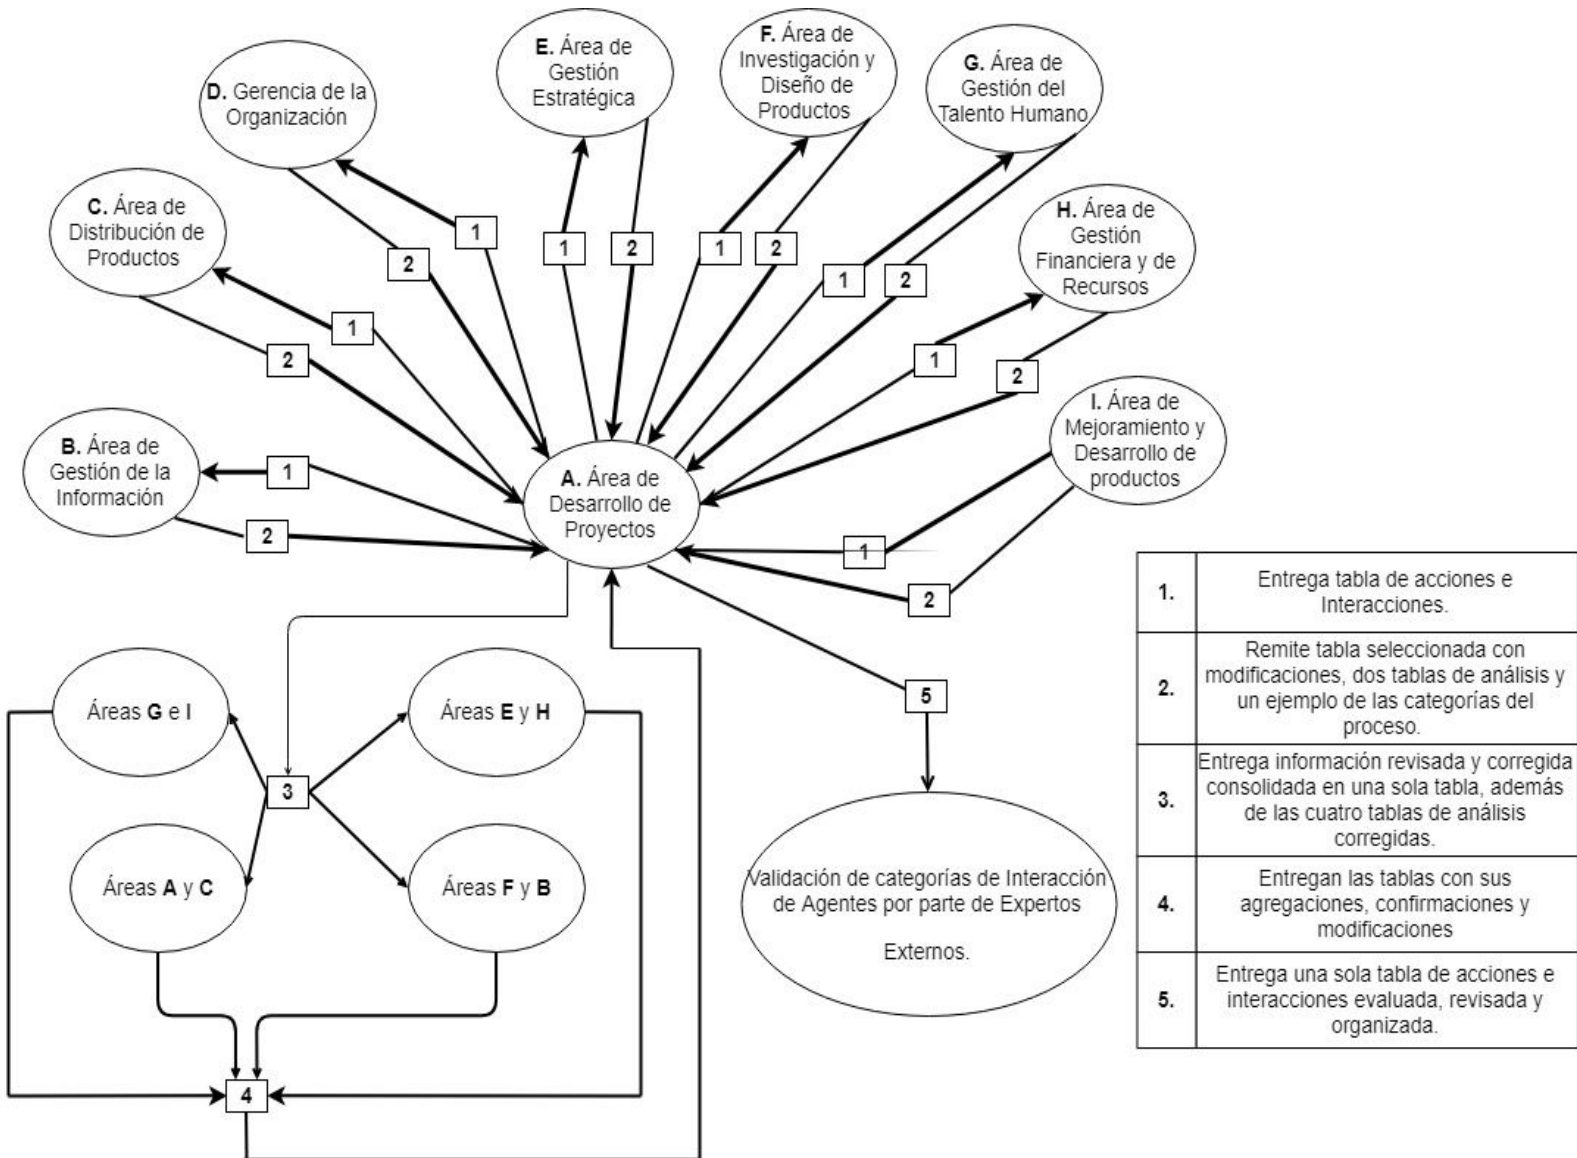 E. Área de
Gestión
Estratégica
F. Área de
Investigación y
Diseño de
Productos
G. Área de
Gestión del
Talento Humano
D. Gerencia de la
Organización
C. Área de
Distribución de
Productos
H. Área de
Gestión
Financiera y de
Recursos
B. Área de
Gestión de la
Información
I. Área de
Mejoramiento y
Desarrollo de
productos
A. Área de
Desarrollo de
Proyectos
1
2
1
2
1
2
1
2
1
2
1
2
1
2
1
2
3
4
5
Áreas G e I
Áreas E y H
Áreas A y C
Áreas F y B
Validación de categorías de Interacción
de Agentes por parte de Expertos
Externos.
1.
Entrega tabla de acciones e
Interacciones.
2.
Remite tabla seleccionada con
modificaciones, dos tablas de análisis y
un ejemplo de las categorías del
proceso.
3.
Entrega información revisada y corregida
consolidada en una sola tabla, además
de las cuatro tablas de análisis
corregidas.
4.
Entregan las tablas con sus
agregaciones, confirmaciones y
modificaciones
5.
Entrega una sola tabla de acciones e
interacciones evaluada, revisada y
organizada.